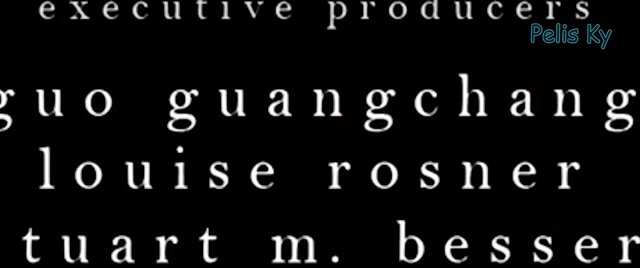 executive producers
Pelis Ky
guo guangchang
louise rosner
tuart m. besser